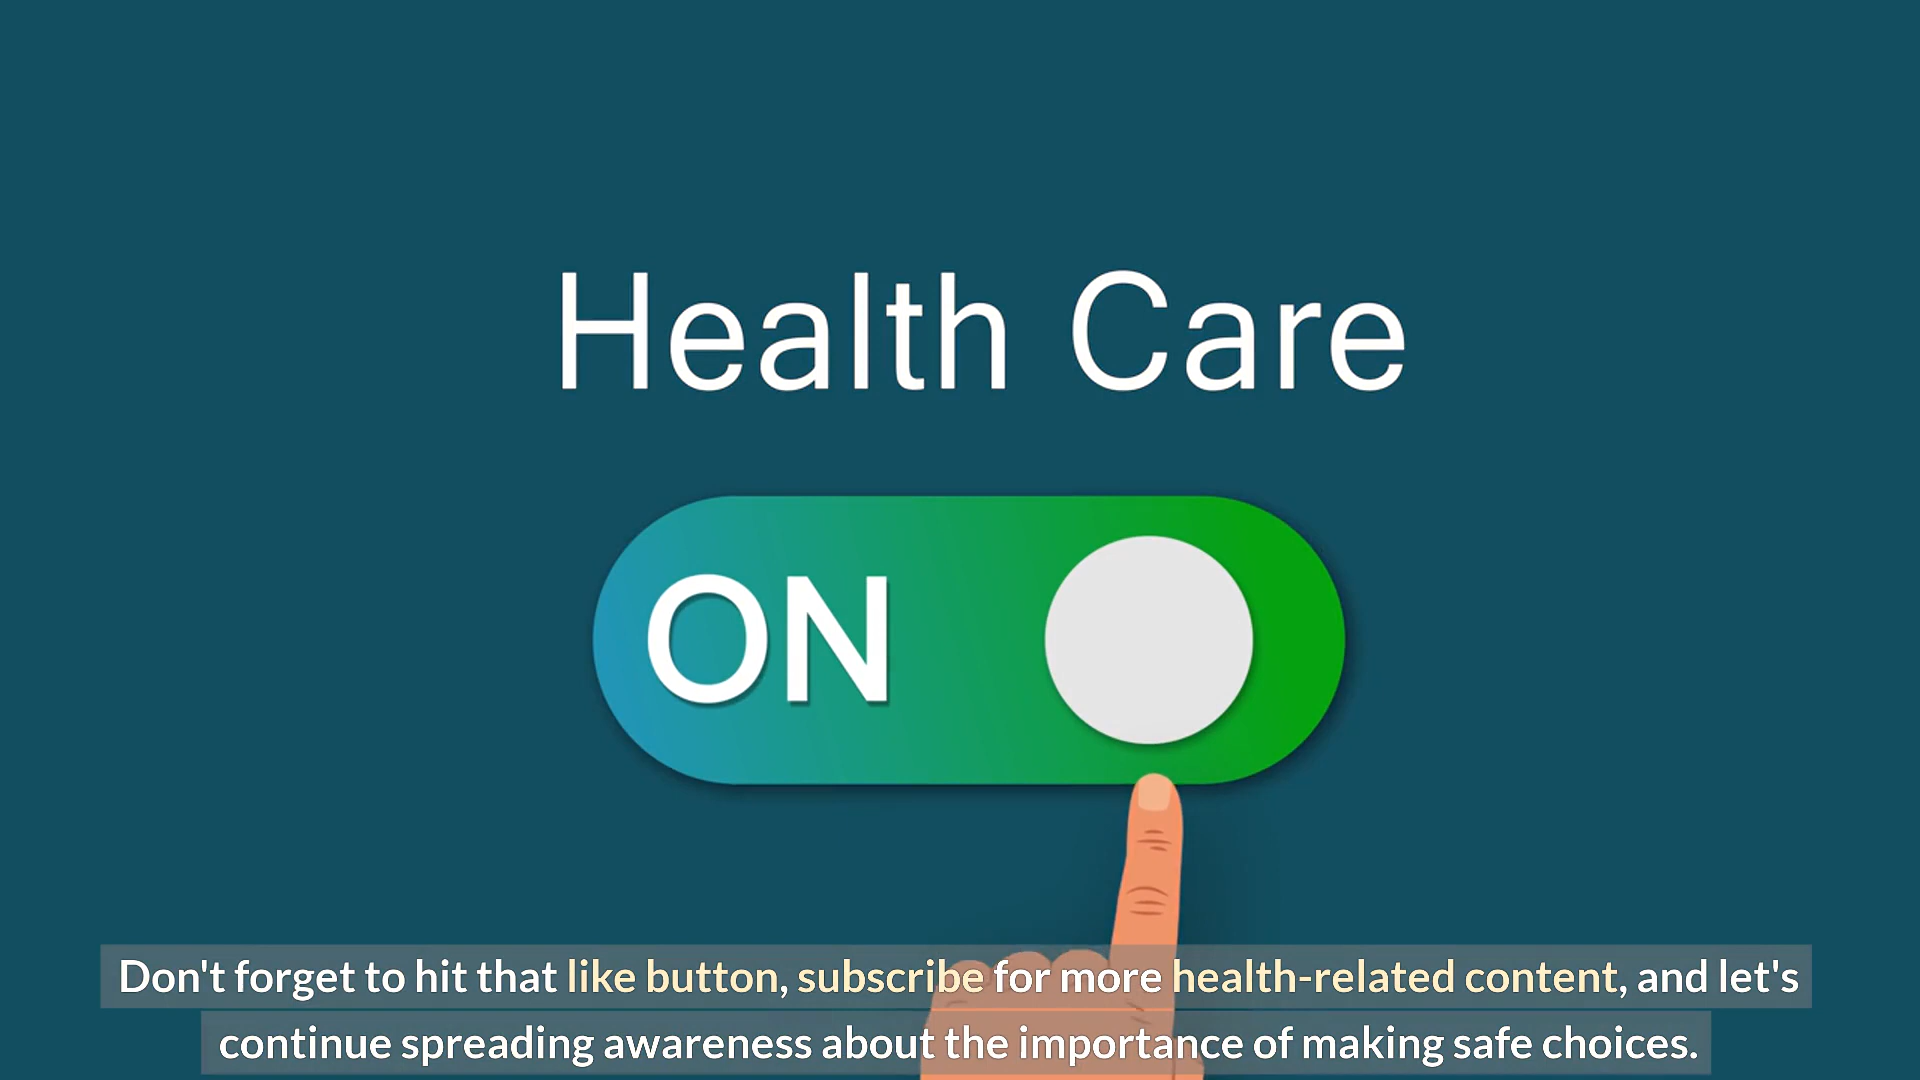 Health Care
ON
Don't forget to hit that like button, subscribe for more health-related content, and let's
continue spreading awareness about the importance of making safe choices.